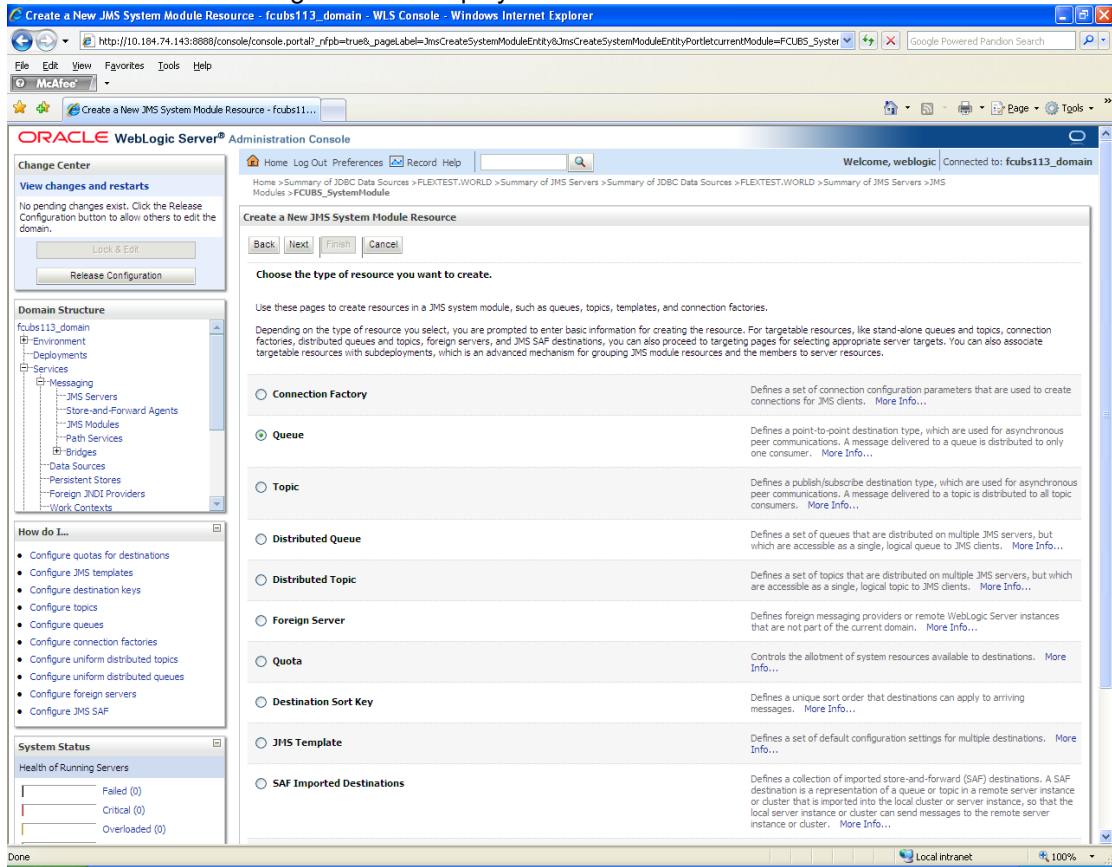 Create a New JMS System Module Resource - fcubs113_domain - WLS Console - Windows Internet Explorer
http://10.184.74.143:8888/console/console.portal?_nfpb=true&_pageLabel=JmsCreateSystemModuleEntity&JmsCreateSystemModuleEntityPortletcurrentModule=FCUBS_Syster
Google Powered Pandion Search
File Edit View Favorites Tools Help
McAfee
Create a New JMS System Module Resource - fcubs11...
Page Tools
ORACLE WebLogic Server® Administration Console
Change Center
View changes and restarts
No pending changes exist. Click the Release
Configuration button to allow others to edit the
domain.
Lock & Edit
Release Configuration
Domain Structure
fcubs113_domain
Environment
Deployments
Services
Messaging
JMS Servers
Store-and-Forward Agents
JMS Modules
Path Services
Bridges
Data Sources
Persistent Stores
Foreign JNDI Providers
Work Contexts
How do I...
Configure quotas for destinations
Configure JMS templates
Configure destination keys
Configure topics
Configure queues
Configure connection factories
Configure uniform distributed topics
Configure uniform distributed queues
Configure foreign servers
Configure JMS SAF
System Status
Health of Running Servers
Failed (0)
Critical (0)
Overloaded (0)
Home Log Out Preferences Record Help
Welcome, weblogic Connected to: fcubs113_domain
Home >Summary of JDBC Data Sources >FLEXTEST.WORLD >Summary of JMS Servers >Summary of JDBC Data Sources >FLEXTEST.WORLD >Summary of JMS Servers >JMS
Modules >FCUBS_SystemModule
Create a New JMS System Module Resource
Back Next Finish Cancel
Choose the type of resource you want to create.
Use these pages to create resources in a JMS system module, such as queues, topics, templates, and connection factories.
Depending on the type of resource you select, you are prompted to enter basic information for creating the resource. For targetable resources, like stand-alone queues and topics, connection
factories, distributed queues and topics, foreign servers, and JMS SAF destinations, you can also proceed to targeting pages for selecting appropriate server targets. You can also associate
targetable resources with subdeployments, which is an advanced mechanism for grouping JMS module resources and the members to server resources.
Connection Factory
Defines a set of connection configuration parameters that are used to create
connections for JMS clients. More Info...
Queue
Defines a point-to-point destination type, which are used for asynchronous
peer communications. A message delivered to a queue is distributed to only
one consumer. More Info...
Topic
Defines a publish/subscribe destination type, which are used for asynchronous
peer communications. A message delivered to a topic is distributed to all topic
consumers. More Info...
Distributed Queue
Defines a set of queues that are distributed on multiple JMS servers, but
which are accessible as a single, logical queue to JMS clients. More Info...
Distributed Topic
Defines a set of topics that are distributed on multiple JMS servers, but which
are accessible as a single, logical topic to JMS clients. More Info...
Foreign Server
Defines foreign messaging providers or remote WebLogic Server instances
that are not part of the current domain. More Info...
Quota
Controls the allotment of system resources available to destinations. More
Info...
Destination Sort Key
Defines a unique sort order that destinations can apply to arriving
messages. More Info...
JMS Template
Defines a set of default configuration settings for multiple destinations. More
Info...
SAF Imported Destinations
Defines a collection of imported store-and-forward (SAF) destinations. A SAF
destination is a representation of a queue or topic in a remote server instance
or cluster that is imported into the local cluster or server instance, so that the
local server instance or cluster can send messages to the remote server
instance or cluster. More Info...
Done
Local intranet
100%